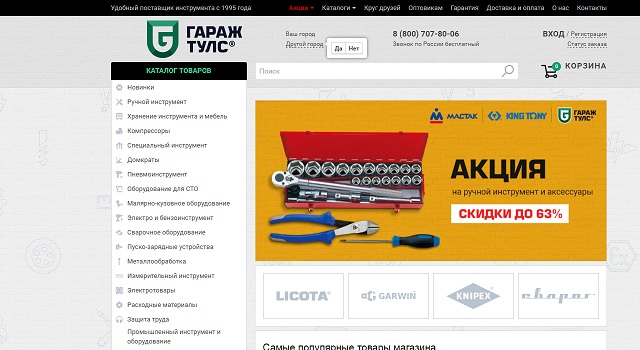 Удобный поставщик инструмента с 1995 года
Акции Каталоги Круг друзей Оптовикам Гарантия Доставка и оплата О нас Контакты
ГАРАЖ
ТУЛС®
Ваш город
Другой город
Да Нет
8 (800) 707-80-06
Звонок по России бесплатный
ВХОД / Регистрация
Статус заказа
КАТАЛОГ ТОВАРОВ
Поиск
0 КОРЗИНА
Новинки
Ручной инструмент
Хранение инструмента и мебель
Компрессоры
Специальный инструмент
Домкраты
Пневмоинструмент
Оборудование для СТО
Малярно-кузовное оборудование
Электро и бензоинструмент
Сварочное оборудование
Пуско-зарядные устройства
Металлообработка
Измерительный инструмент
Электротовары
Расходные материалы
Защита труда
Промышленный инструмент и
оборудование
МАСТАК KING TONY ГАРАЖ
ТУЛС®
АКЦИЯ
на ручной инструмент и аксессуары
СКИДКИ ДО 63%
LICOTA® GARWIN® KNIPEX сварог
Самые популярные товары магазина